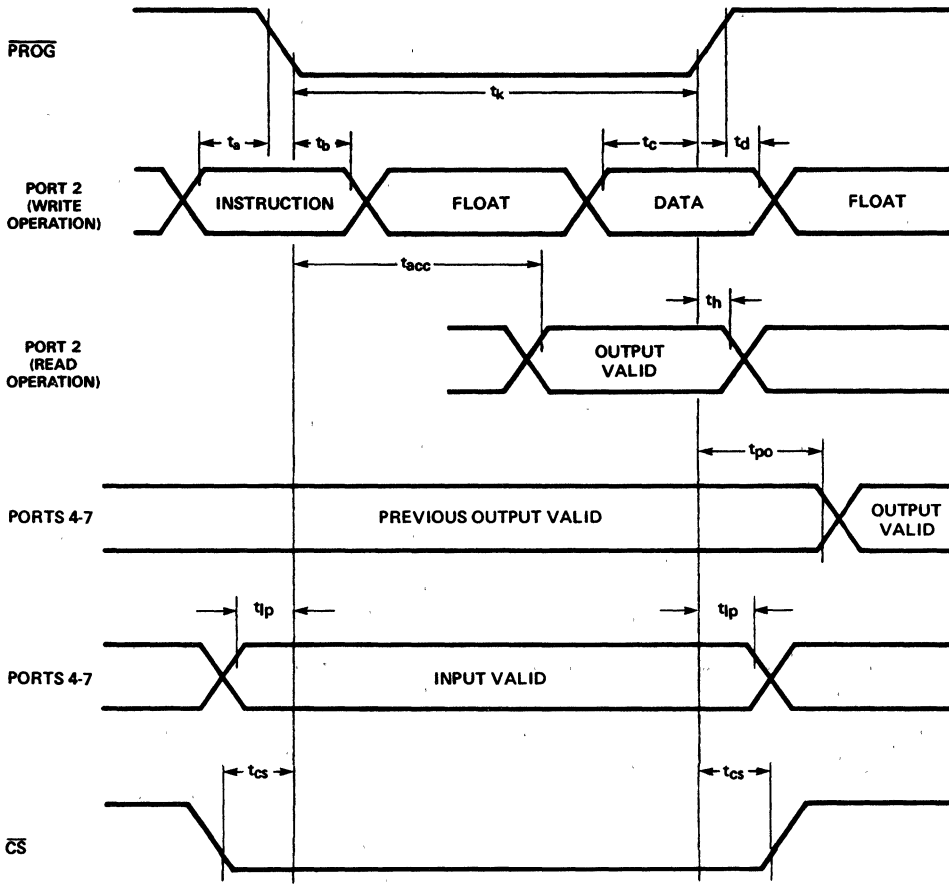 PROG
tk
ta
tb
tc
td
PORT 2
(WRITE
OPERATION)
INSTRUCTION
FLOAT
DATA
FLOAT
tacc
th
PORT 2
(READ
OPERATION)
OUTPUT
VALID
tpo
PORTS 4-7
PREVIOUS OUTPUT VALID
OUTPUT
VALID
tlp
tlp
PORTS 4-7
INPUT VALID
tcs
tcs
CS